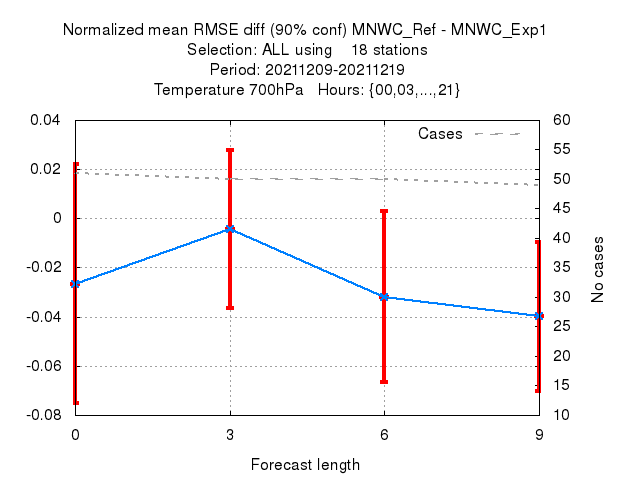 Normalized mean RMSE diff (90% conf) MNWC_Ref - MNWC_Exp1
Selection: ALL using 18 stations
Period: 20211209-20211219
Temperature 700hPa Hours: {00,03,...,21}
Cases
0.04
0.02
0
-0.02
-0.04
-0.06
-0.08
60
55
50
45
40
35
30
25
20
15
10
No cases
0 3 6 9
Forecast length